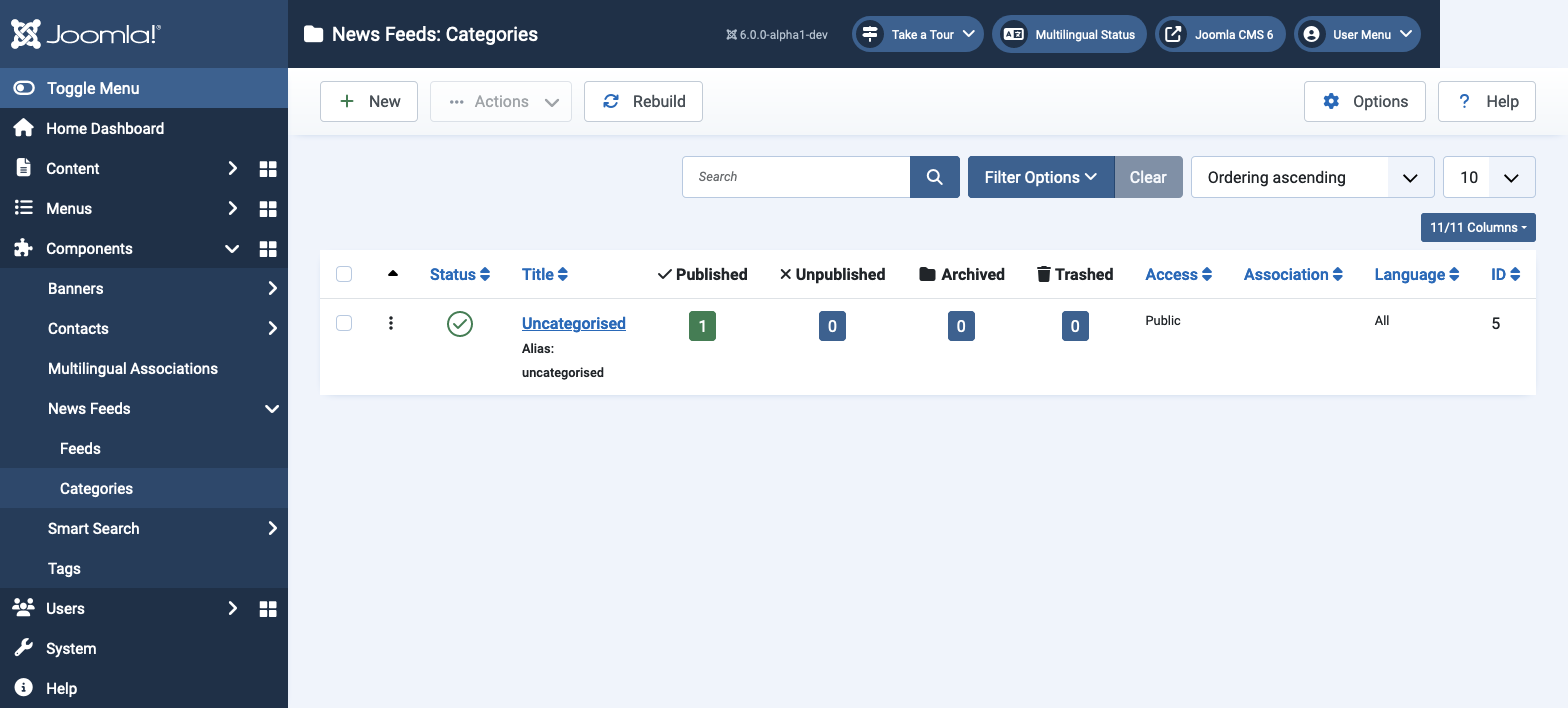 Joomla!®
News Feeds: Categories
6.0.0-alpha1-dev
Take a Tour
Multilingual Status
Joomla CMS 6
User Menu
Toggle Menu
Home Dashboard
Content
Menus
Components
Banners
Contacts
Multilingual Associations
News Feeds
Feeds
Categories
Smart Search
Tags
Users
System
Help
New
Actions
Rebuild
Options
? Help
Search
Filter Options
Clear
Ordering ascending
10
11/11 Columns
Status Title Published Unpublished Archived Trashed Access Association Language ID
Uncategorised 1 0 0 0 Public All 5
Alias:
uncategorised